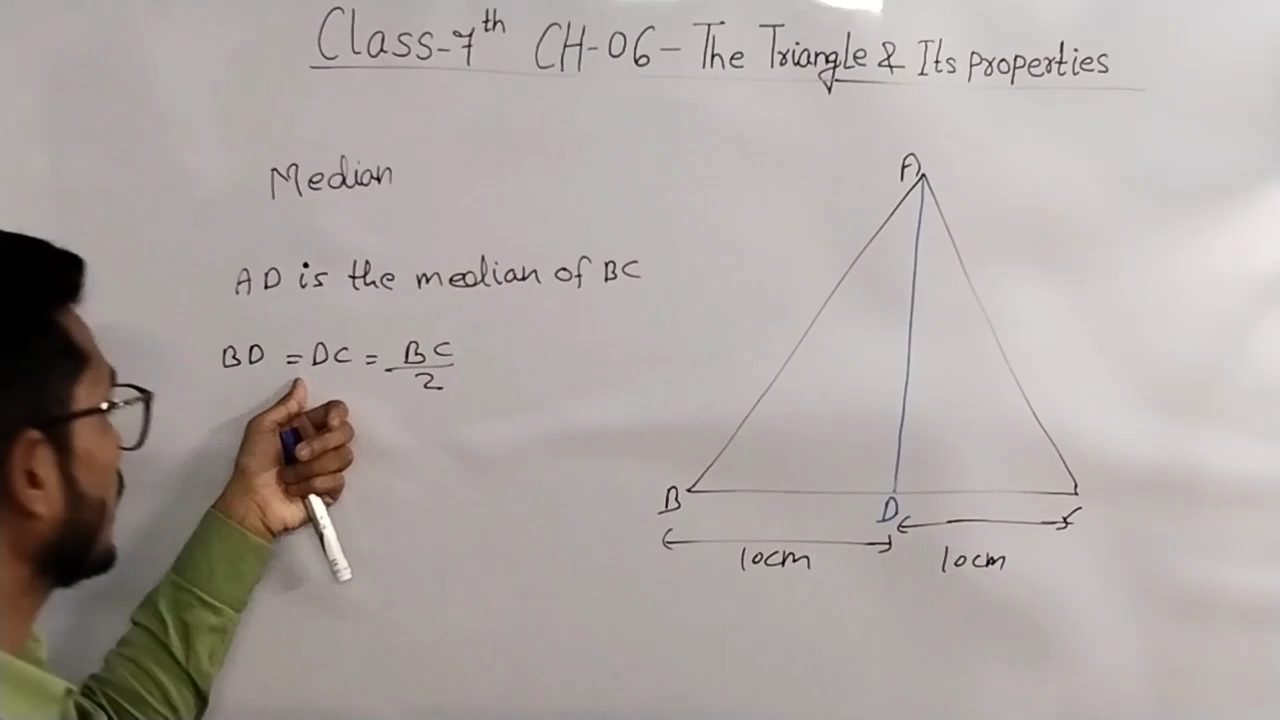 Class-7th CH-06- The Triangle & Its properties
Median
AD is the median of BC
BD = DC = BC/2
A
B
D
10cm
10cm